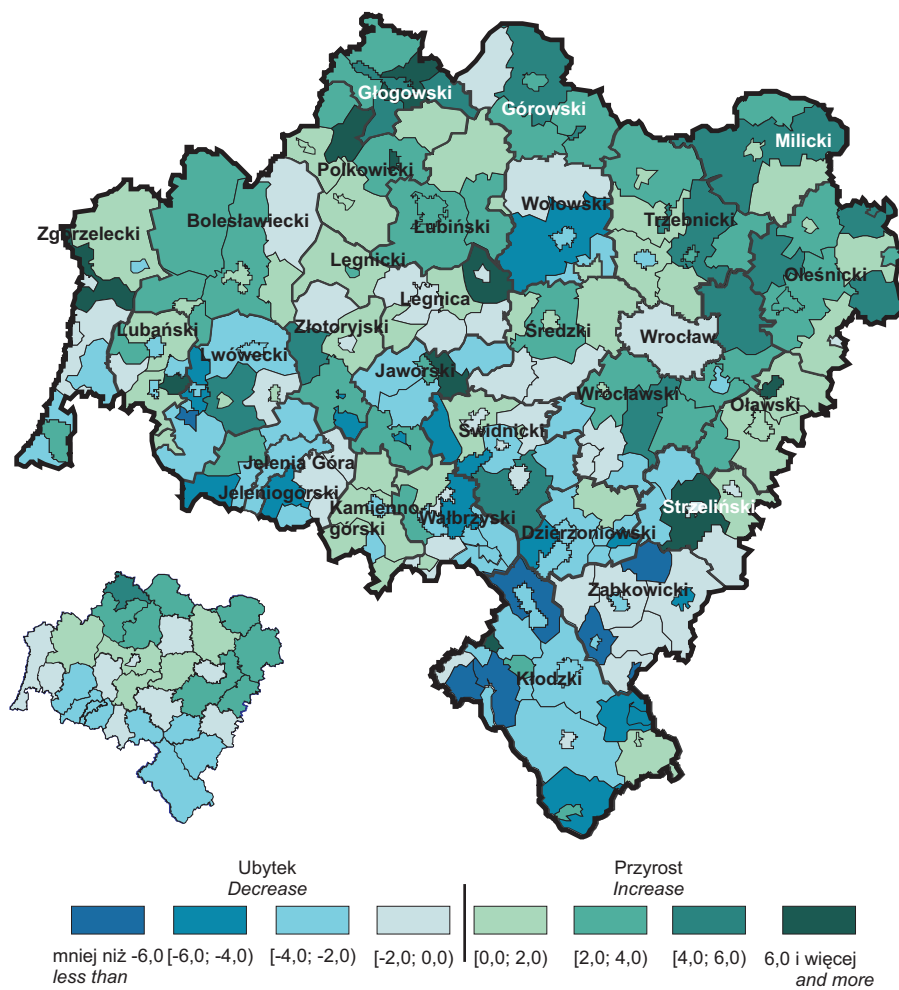 Głogowski
Górowski
Milicki
Polkowicki
Wołowski
Bolesławiecki
Trzebnicki
Zgorzelecki
Lubiński
Legnicki
Oleśnicki
Legnica
Lubański
Złotoryjski
Średzki
Wrocław
Lwówecki
Jaworski
Wrocławski
Oławski
Świdnicki
Jelenia Góra
Jeleniogórski
Strzeliński
Kamienno-
górski
Wałbrzyski
Dzierżoniowski
Ząbkowicki
Kłodzki
Ubytek
Decrease
Przyrost
Increase
mniej niż -6,0 [-6,0; -4,0) [-4,0; -2,0) [-2,0; 0,0) [0,0; 2,0) [2,0; 4,0) [4,0; 6,0) 6,0 i więcej
less than and more